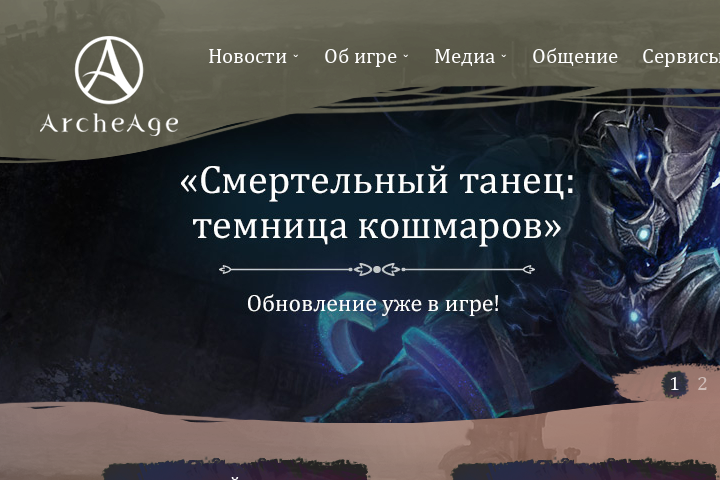 Новости Об игре Медиа Общение Сервисы
ArcheAge
«Смертельный танец:
темница кошмаров»
Обновление уже в игре!
1 2